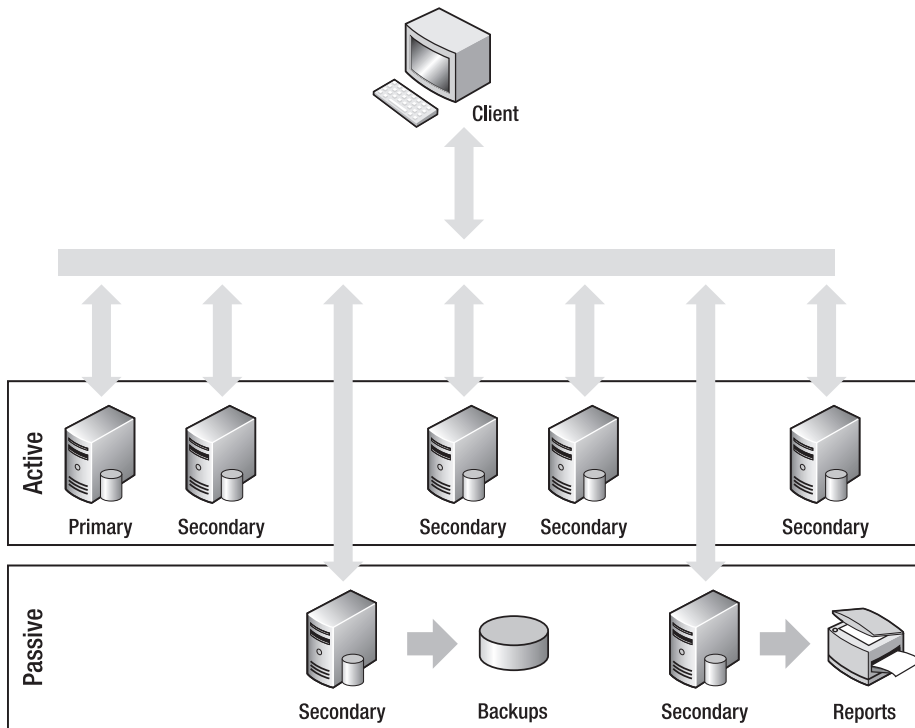 Client
Active
Primary
Secondary
Secondary
Secondary
Secondary
Passive
Secondary
Backups
Secondary
Reports